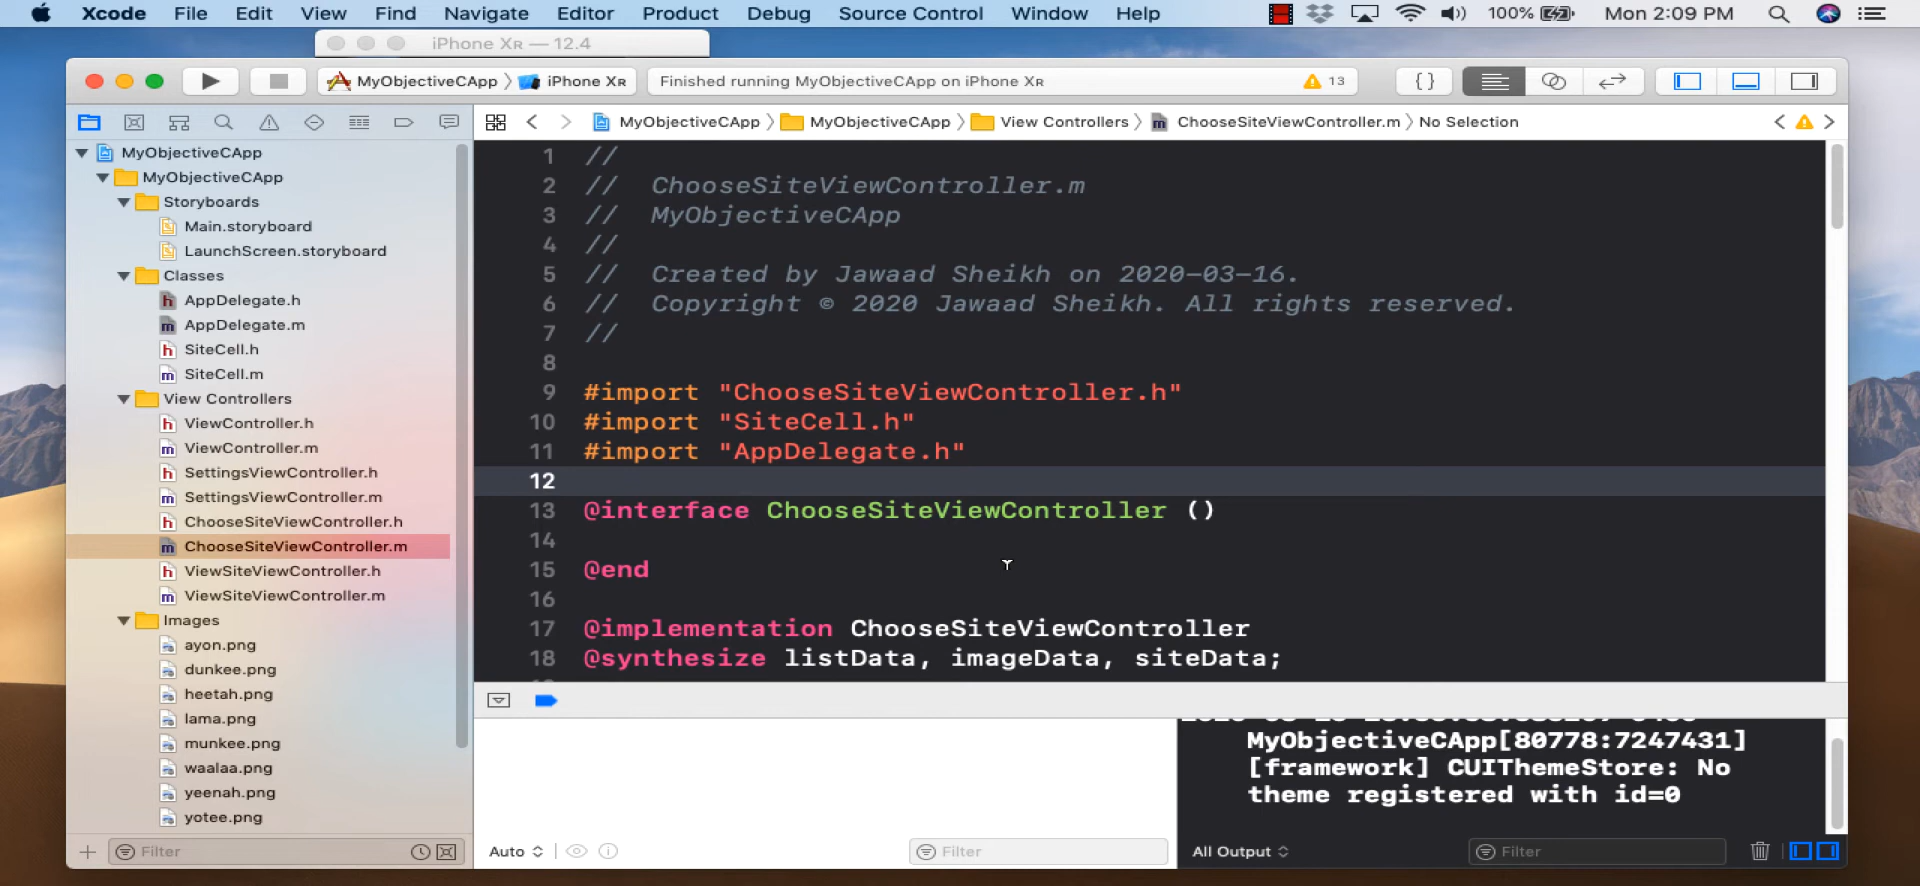 Xcode File Edit View Find Navigate Editor Product Debug Source Control Window Help 100% Mon 2:09 PM
iPhone XR — 12.4
MyObjectiveCApp 〉 iPhone XR Finished running MyObjectiveCApp on iPhone XR 13 { }
MyObjectiveCApp 〉 MyObjectiveCApp 〉 View Controllers 〉 ChooseSiteViewController.m 〉 No Selection
MyObjectiveCApp
MyObjectiveCApp
Storyboards
Main.storyboard
LaunchScreen.storyboard
Classes
h AppDelegate.h
m AppDelegate.m
h SiteCell.h
m SiteCell.m
View Controllers
h ViewController.h
m ViewController.m
h SettingsViewController.h
m SettingsViewController.m
h ChooseSiteViewController.h
m ChooseSiteViewController.m
h ViewSiteViewController.h
m ViewSiteViewController.m
Images
ayon.png
dunkee.png
heetah.png
lama.png
munkee.png
waalaa.png
yeenah.png
yotee.png
Filter
1 //
2 //  ChooseSiteViewController.m
3 //  MyObjectiveCApp
4 //
5 //  Created by Jawaad Sheikh on 2020-03-16.
6 //  Copyright © 2020 Jawaad Sheikh. All rights reserved.
7 //
8
9 #import "ChooseSiteViewController.h"
10 #import "SiteCell.h"
11 #import "AppDelegate.h"
12
13 @interface ChooseSiteViewController ()
14
15 @end
16
17 @implementation ChooseSiteViewController
18 @synthesize listData, imageData, siteData;
MyObjectiveCApp[80778:7247431]
[framework] CUIThemeStore: No
theme registered with id=0
Auto Filter All Output Filter